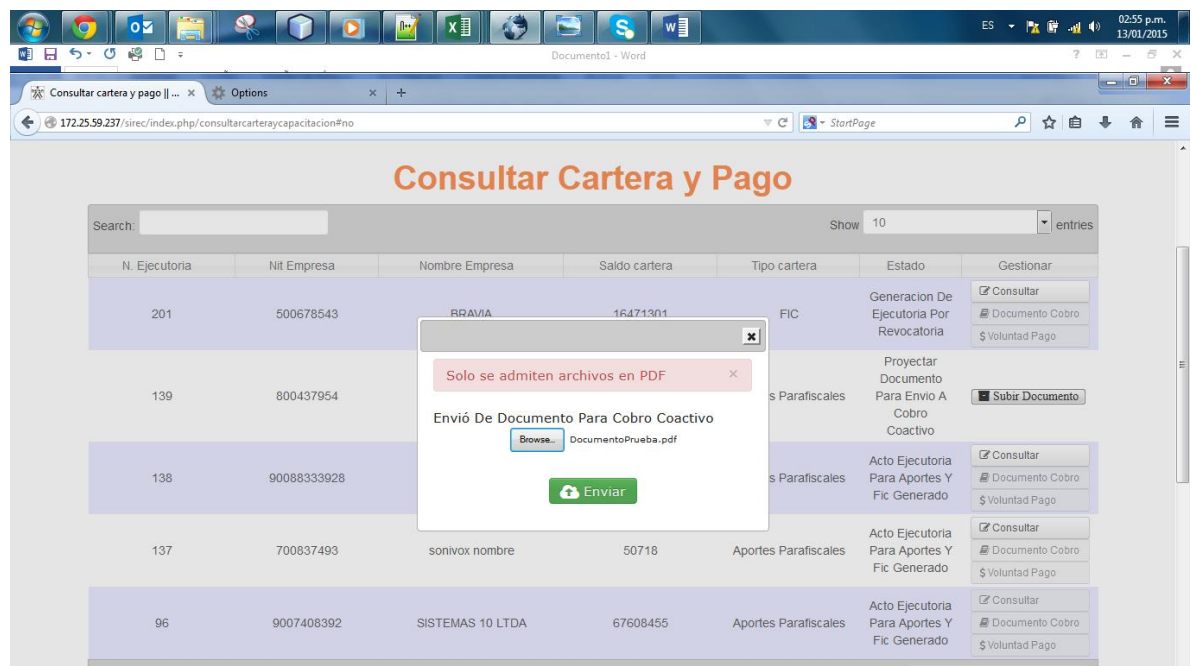 ES
02:55 p.m.
13/01/2015
Documento1 - Word
Consultar cartera y pago || ...
Options
172.25.59.237/sirec/index.php/consultarcarteraycapacitacion#no
StartPage
Consultar Cartera y Pago
Search:
Show 10 entries
N. Ejecutoria Nit Empresa Nombre Empresa Saldo cartera Tipo cartera Estado Gestionar
201 500678543 BRAVIA 16471301 FIC
Generacion De
Ejecutoria Por
Revocatoria
Consultar
Documento Cobro
$ Voluntad Pago
Solo se admiten archivos en PDF
Envió De Documento Para Cobro Coactivo
Browse... DocumentoPrueba.pdf
Enviar
139 800437954 s Parafiscales
Proyectar
Documento
Para Envio A
Cobro
Coactivo
Subir Documento
138 90088333928 s Parafiscales
Acto Ejecutoria
Para Aportes Y
Fic Generado
Consultar
Documento Cobro
$ Voluntad Pago
137 700837493 sonivox nombre 50718 Aportes Parafiscales
Acto Ejecutoria
Para Aportes Y
Fic Generado
Consultar
Documento Cobro
$ Voluntad Pago
96 9007408392 SISTEMAS 10 LTDA 67608455 Aportes Parafiscales
Acto Ejecutoria
Para Aportes Y
Fic Generado
Consultar
Documento Cobro
$ Voluntad Pago